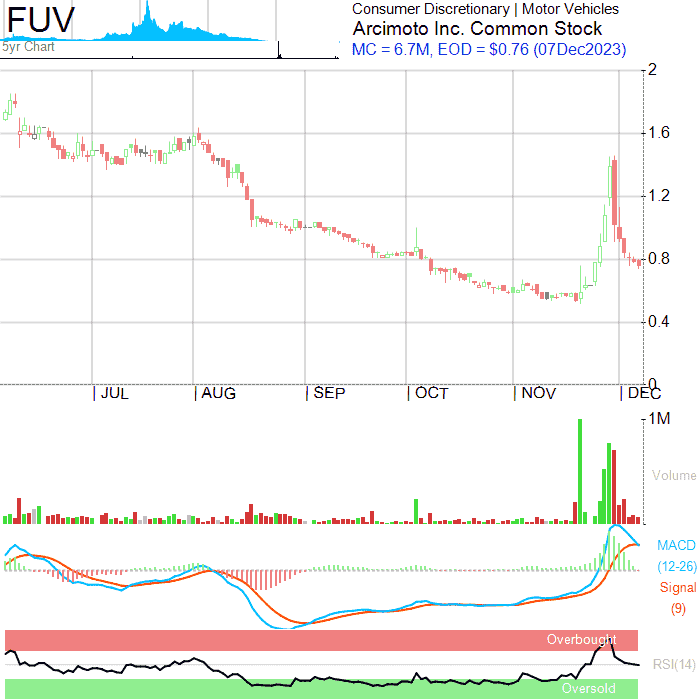 FUV
5yr Chart
Consumer Discretionary | Motor Vehicles
Arcimoto Inc. Common Stock
MC = 6.7M, EOD = $0.76 (07Dec2023)
2
1.6
1.2
0.8
0.4
0
JUL AUG SEP OCT NOV DEC
1M
Volume
MACD
(12-26)
Signal
(9)
Overbought
RSI(14)
Oversold